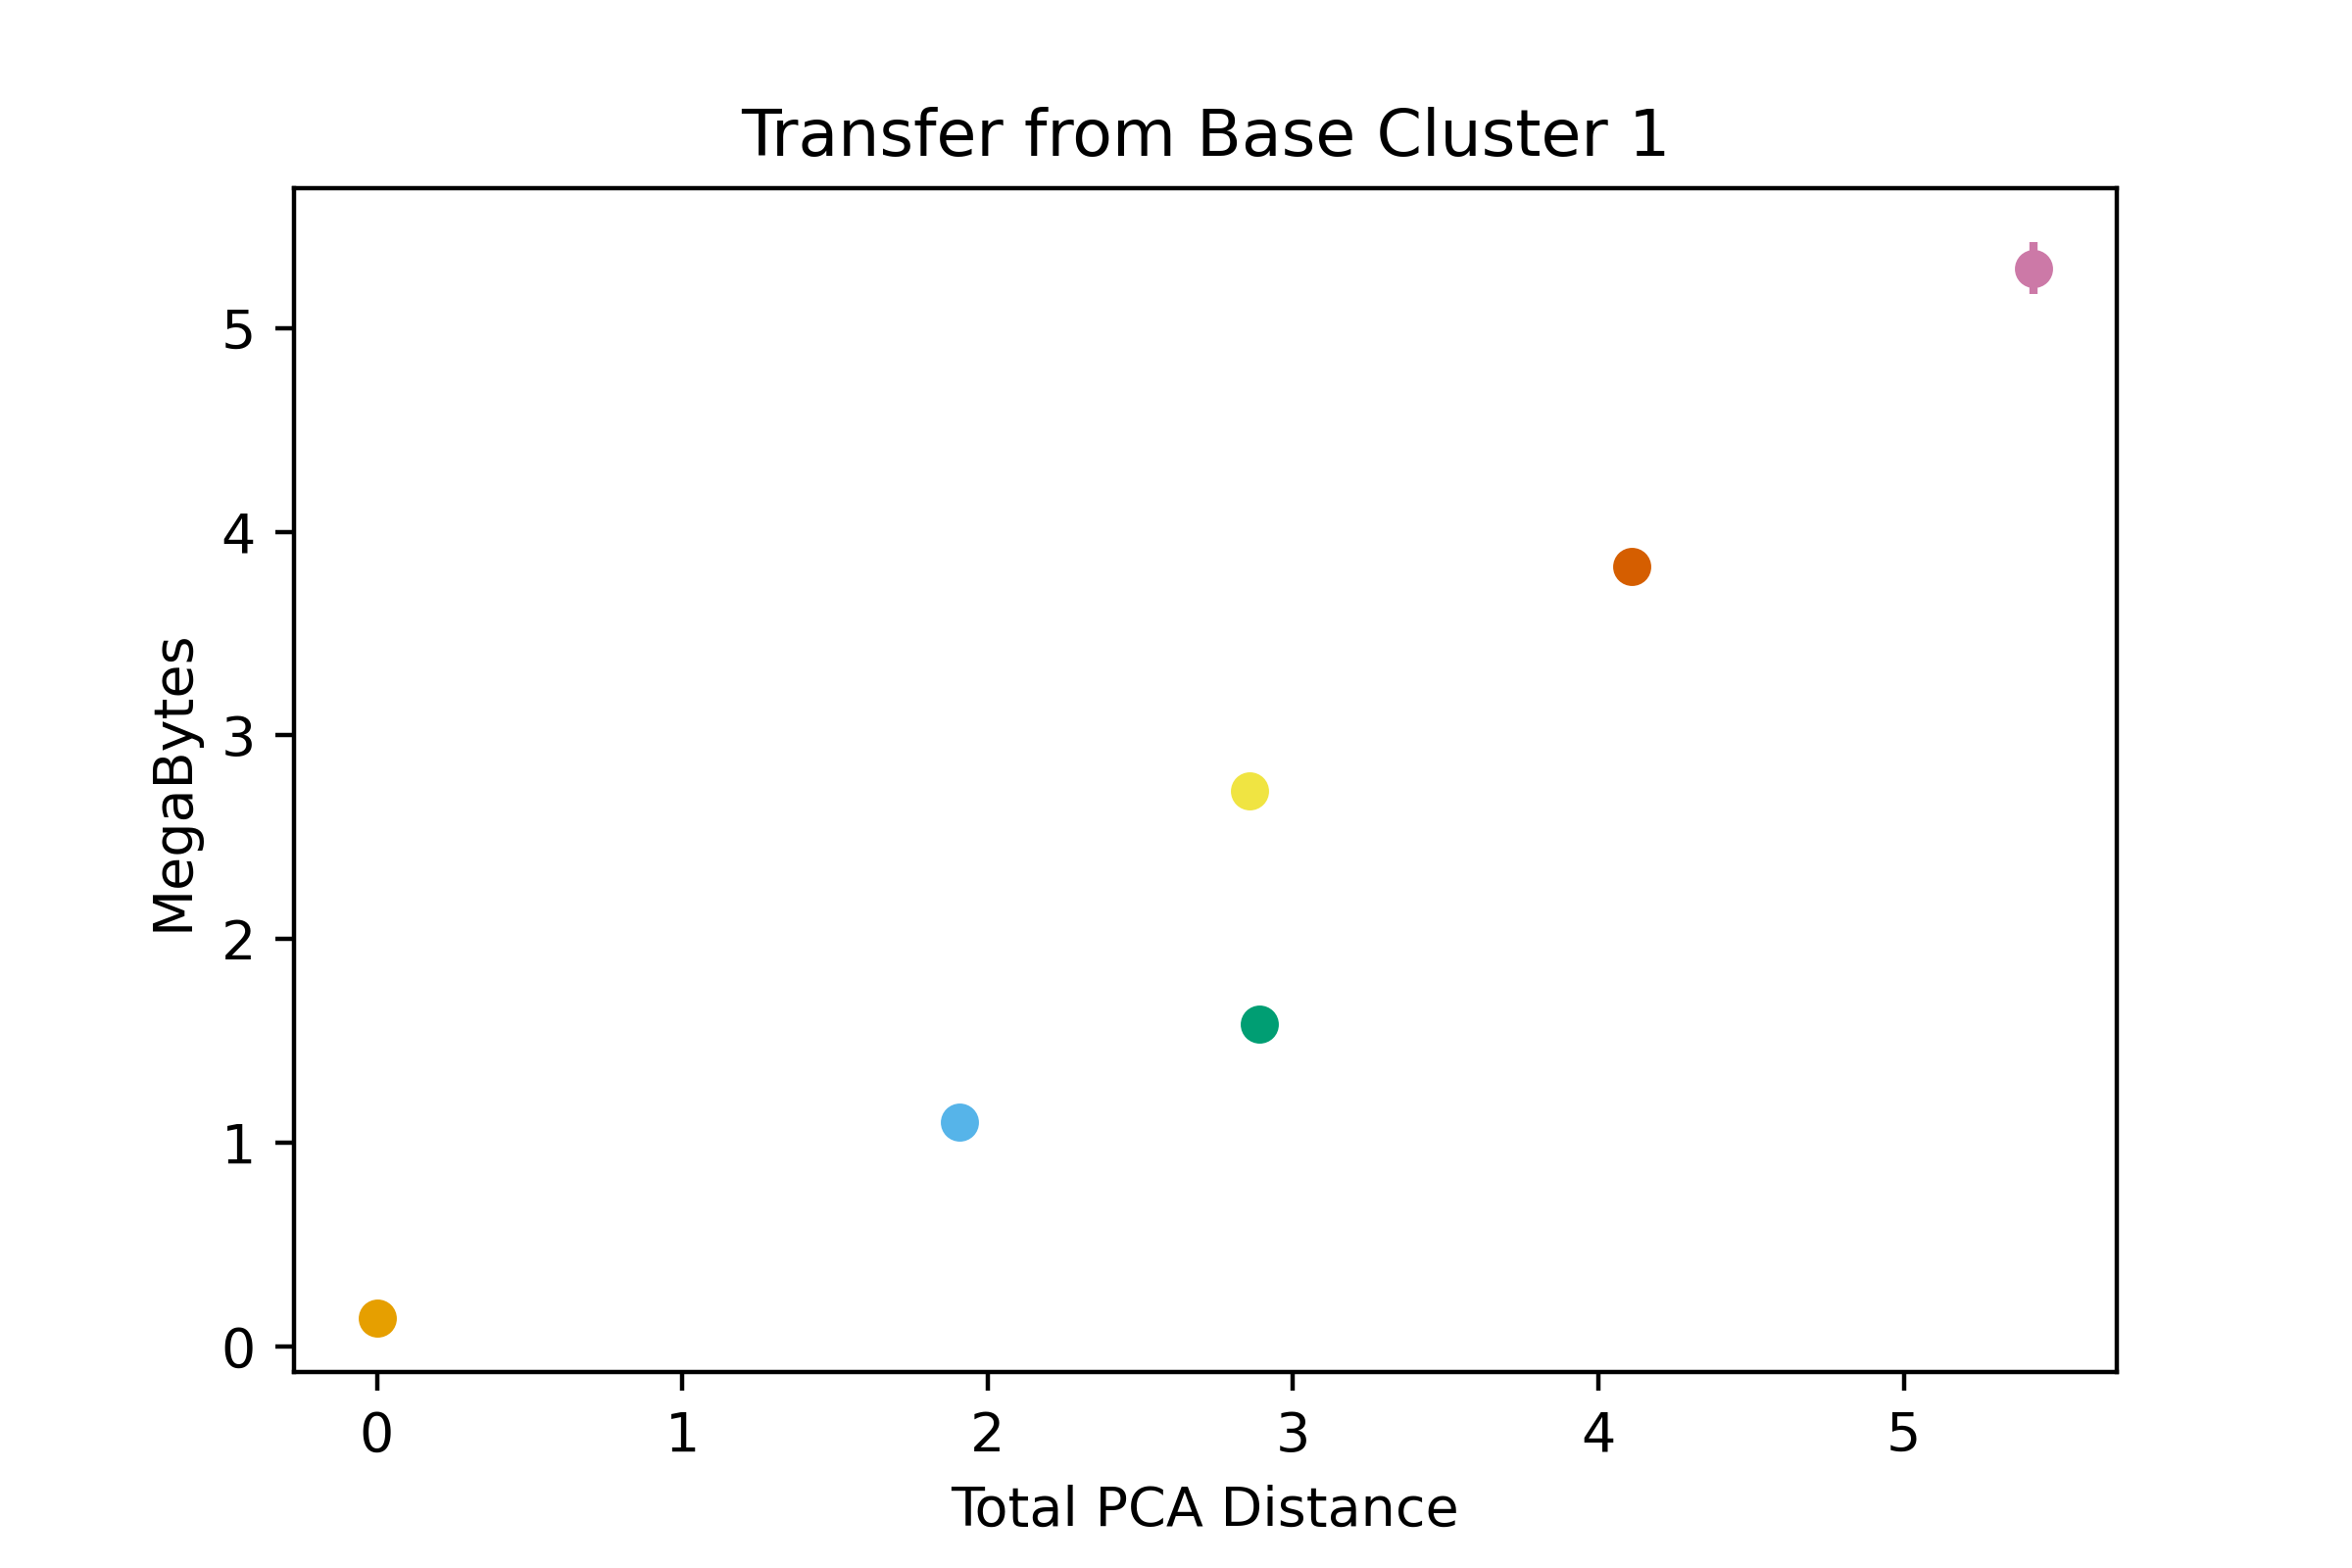 Transfer from Base Cluster 1
MegaBytes
5
4
3
2
1
0
0 1 2 3 4 5
Total PCA Distance